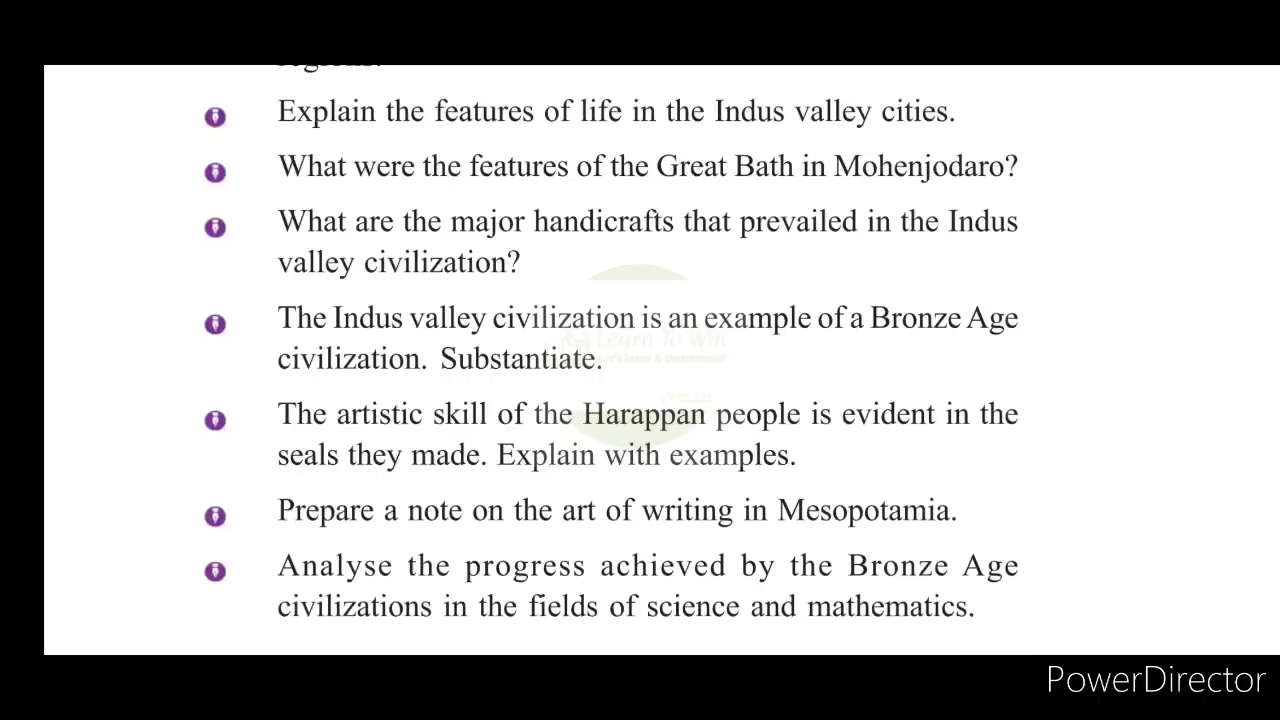 Explain the features of life in the Indus valley cities.
What were the features of the Great Bath in Mohenjodaro?
What are the major handicrafts that prevailed in the Indus
valley civilization?
The Indus valley civilization is an example of a Bronze Age
civilization. Substantiate.
Learn To Win
The artistic skill of the Harappan people is evident in the
seals they made. Explain with examples.
Prepare a note on the art of writing in Mesopotamia.
Analyse the progress achieved by the Bronze Age
civilizations in the fields of science and mathematics.
PowerDirector